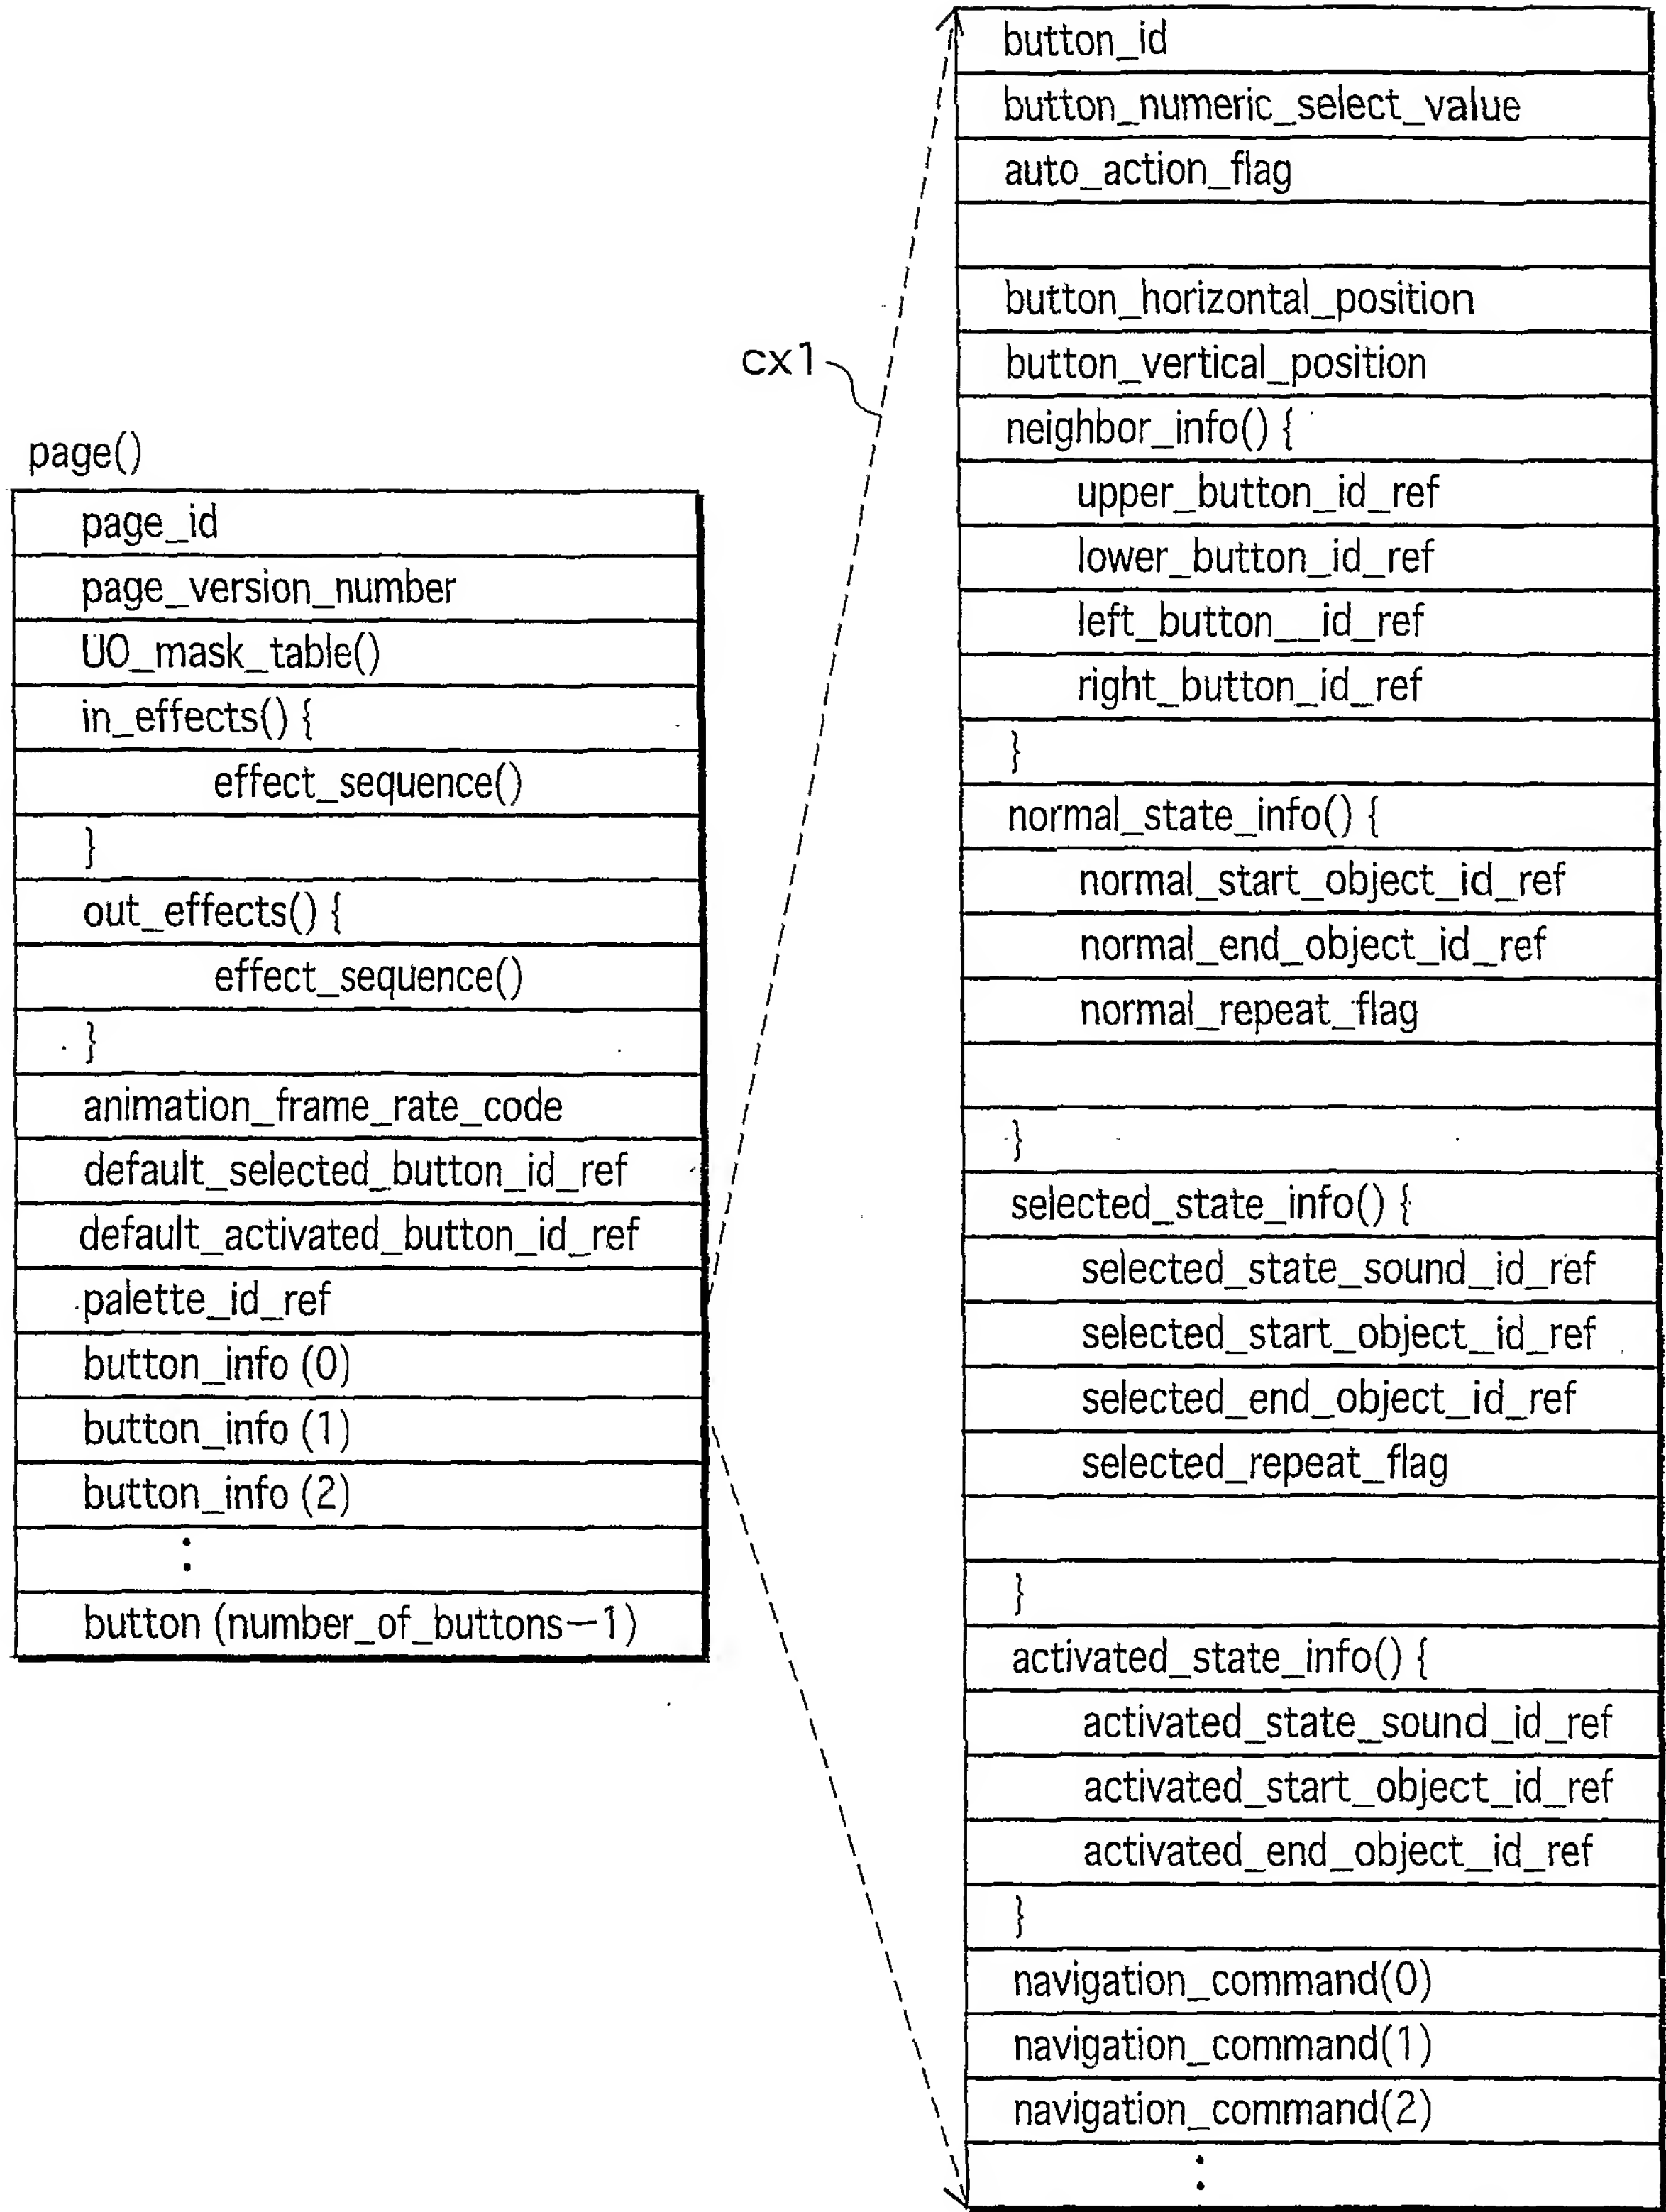 page()
page_id
page_version_number
UO_mask_table()
in_effects() {
effect_sequence()
}
out_effects() {
effect_sequence()
}
animation_frame_rate_code
default_selected_button_id_ref
default_activated_button_id_ref
palette_id_ref
button_info (0)
button_info (1)
button_info (2)
:
button (number_of_buttons−1)
cx1
button_id
button_numeric_select_value
auto_action_flag
button_horizontal_position
button_vertical_position
neighbor_info() {
upper_button_id_ref
lower_button_id_ref
left_button__id_ref
right_button_id_ref
}
normal_state_info() {
normal_start_object_id_ref
normal_end_object_id_ref
normal_repeat_flag
}
selected_state_info() {
selected_state_sound_id_ref
selected_start_object_id_ref
selected_end_object_id_ref
selected_repeat_flag
}
activated_state_info() {
activated_state_sound_id_ref
activated_start_object_id_ref
activated_end_object_id_ref
}
navigation_command(0)
navigation_command(1)
navigation_command(2)
: